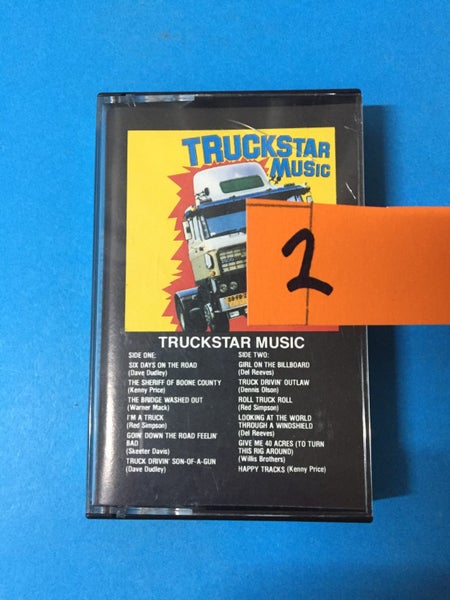 TRUCKSTAR
MUSIC
2
TRUCKSTAR MUSIC
SIDE ONE:
SIX DAYS ON THE ROAD
(Dave Dudley)
THE SHERIFF OF BOONE COUNTY
(Kenny Price)
THE BRIDGE WASHED OUT
(Warner Mack)
I'M A TRUCK
(Red Simpson)
GOIN' DOWN THE ROAD FEELIN'
BAD
(Skeeter Davis)
TRUCK DRIVIN' SON-OF-A-GUN
(Dave Dudley)
SIDE TWO:
GIRL ON THE BILLBOARD
(Del Reeves)
TRUCK DRIVIN' OUTLAW
(Dennis Olson)
ROLL TRUCK ROLL
(Red Simpson)
LOOKING AT THE WORLD
THROUGH A WINDSHIELD
(Del Reeves)
GIVE ME 40 ACRES (TO TURN
THIS RIG AROUND)
(Willis Brothers)
HAPPY TRACKS (Kenny Price)